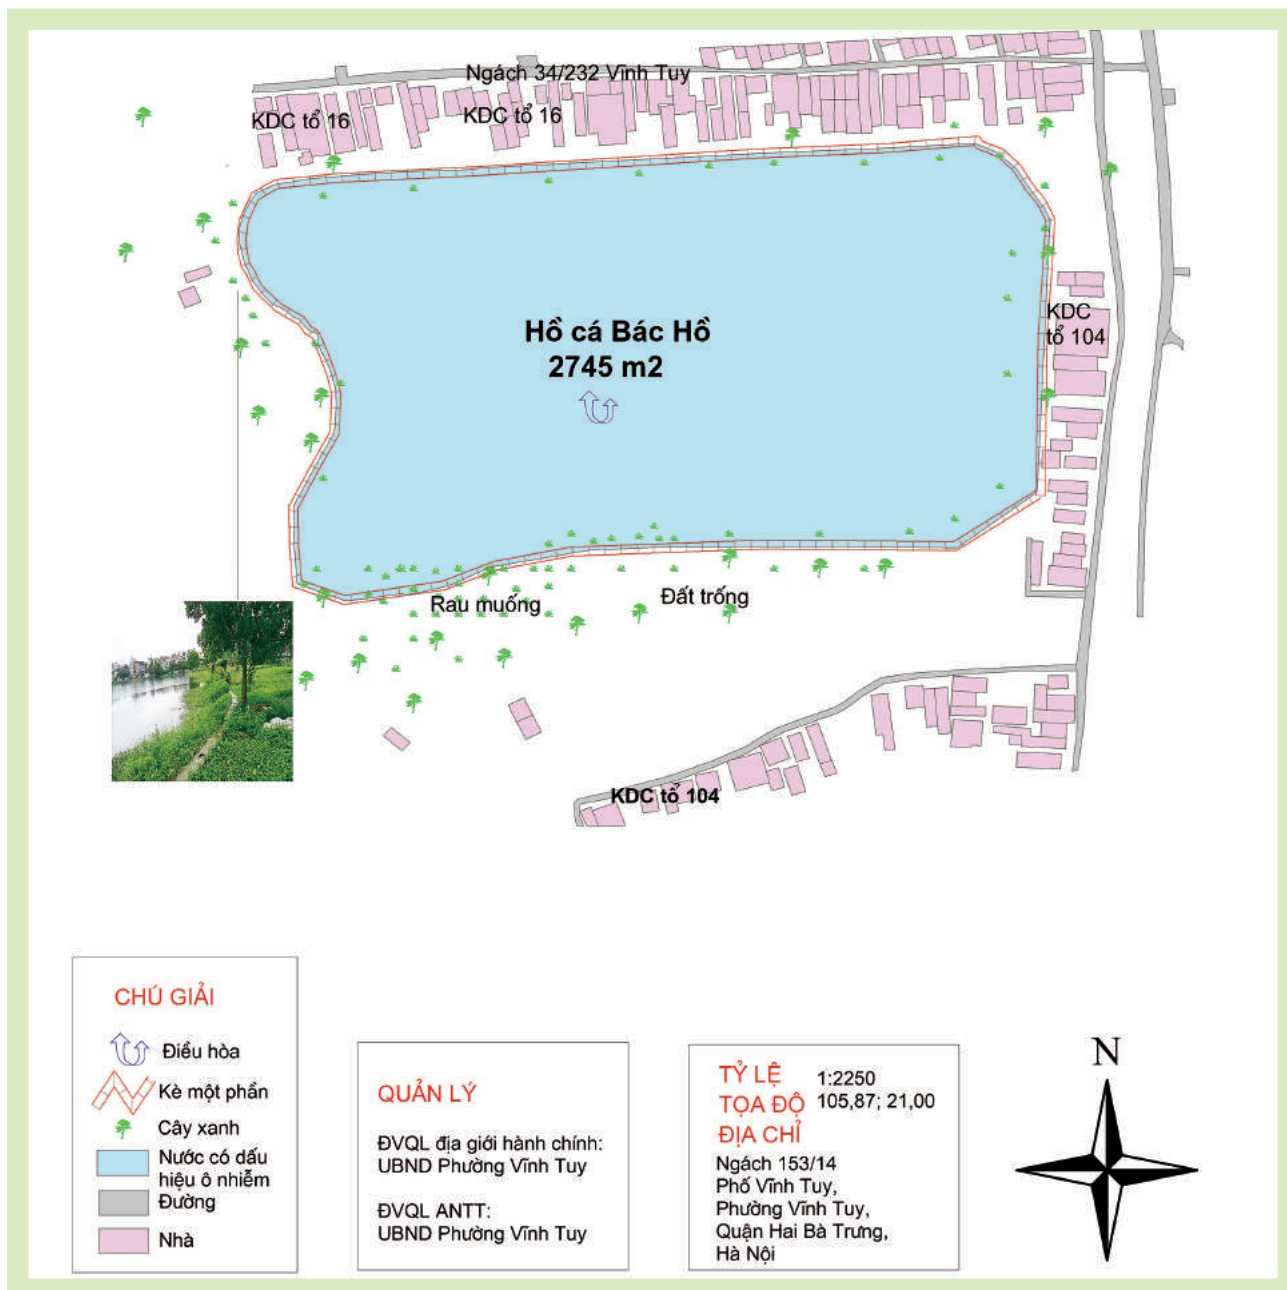 Ngách 34/232 Vĩnh Tuy
KDC tổ 16
KDC tổ 16
Hồ cá Bác Hồ
2745 m2
KDC
tổ 104
Rau muống
Đất trống
KDC tổ 104
CHÚ GIẢI
Điều hòa
Kè một phần
Cây xanh
Nước có dấu
hiệu ô nhiễm
Đường
Nhà
QUẢN LÝ
ĐVQL địa giới hành chính:
UBND Phường Vĩnh Tuy
ĐVQL ANTT:
UBND Phường Vĩnh Tuy
TỶ LỆ 1:2250
TỌA ĐỘ 105,87; 21,00
ĐỊA CHỈ
Ngách 153/14
Phố Vĩnh Tuy,
Phường Vĩnh Tuy,
Quận Hai Bà Trưng,
Hà Nội
N